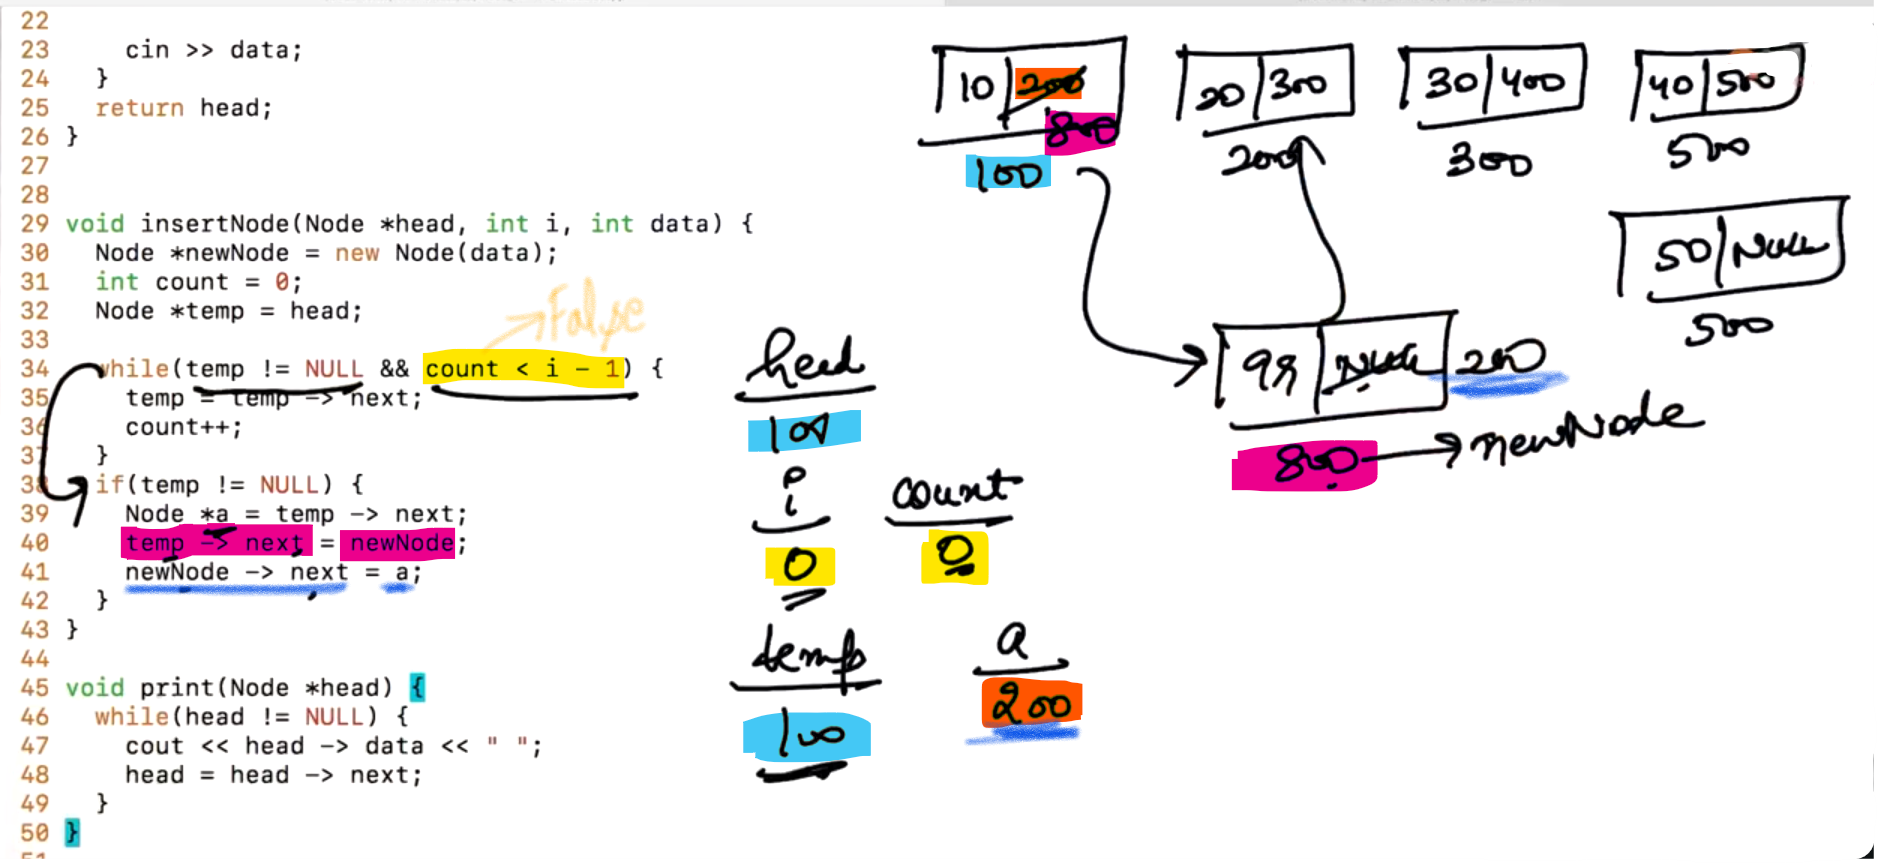 22
23 cin >> data;
24 }
25 return head;
26 }
27
28
29 void insertNode(Node *head, int i, int data) {
30 Node *newNode = new Node(data);
31 int count = 0;
32 Node *temp = head;
33
34 while(temp != NULL && count < i - 1) {
35 temp = temp -> next;
36 count++;
37 }
38 if(temp != NULL) {
39 Node *a = temp -> next;
40 temp -> next = newNode;
41 newNode -> next = a;
42 }
43 }
44
45 void print(Node *head) {
46 while(head != NULL) {
47 cout << head -> data << " ";
48 head = head -> next;
49 }
50 }
51
False
10 200
800
100
20 300
200
30 400
300
40 500
500
50 NULL
500
99 NULL 200
800 newNode
head
100
i count
0 0
temp a
100 200